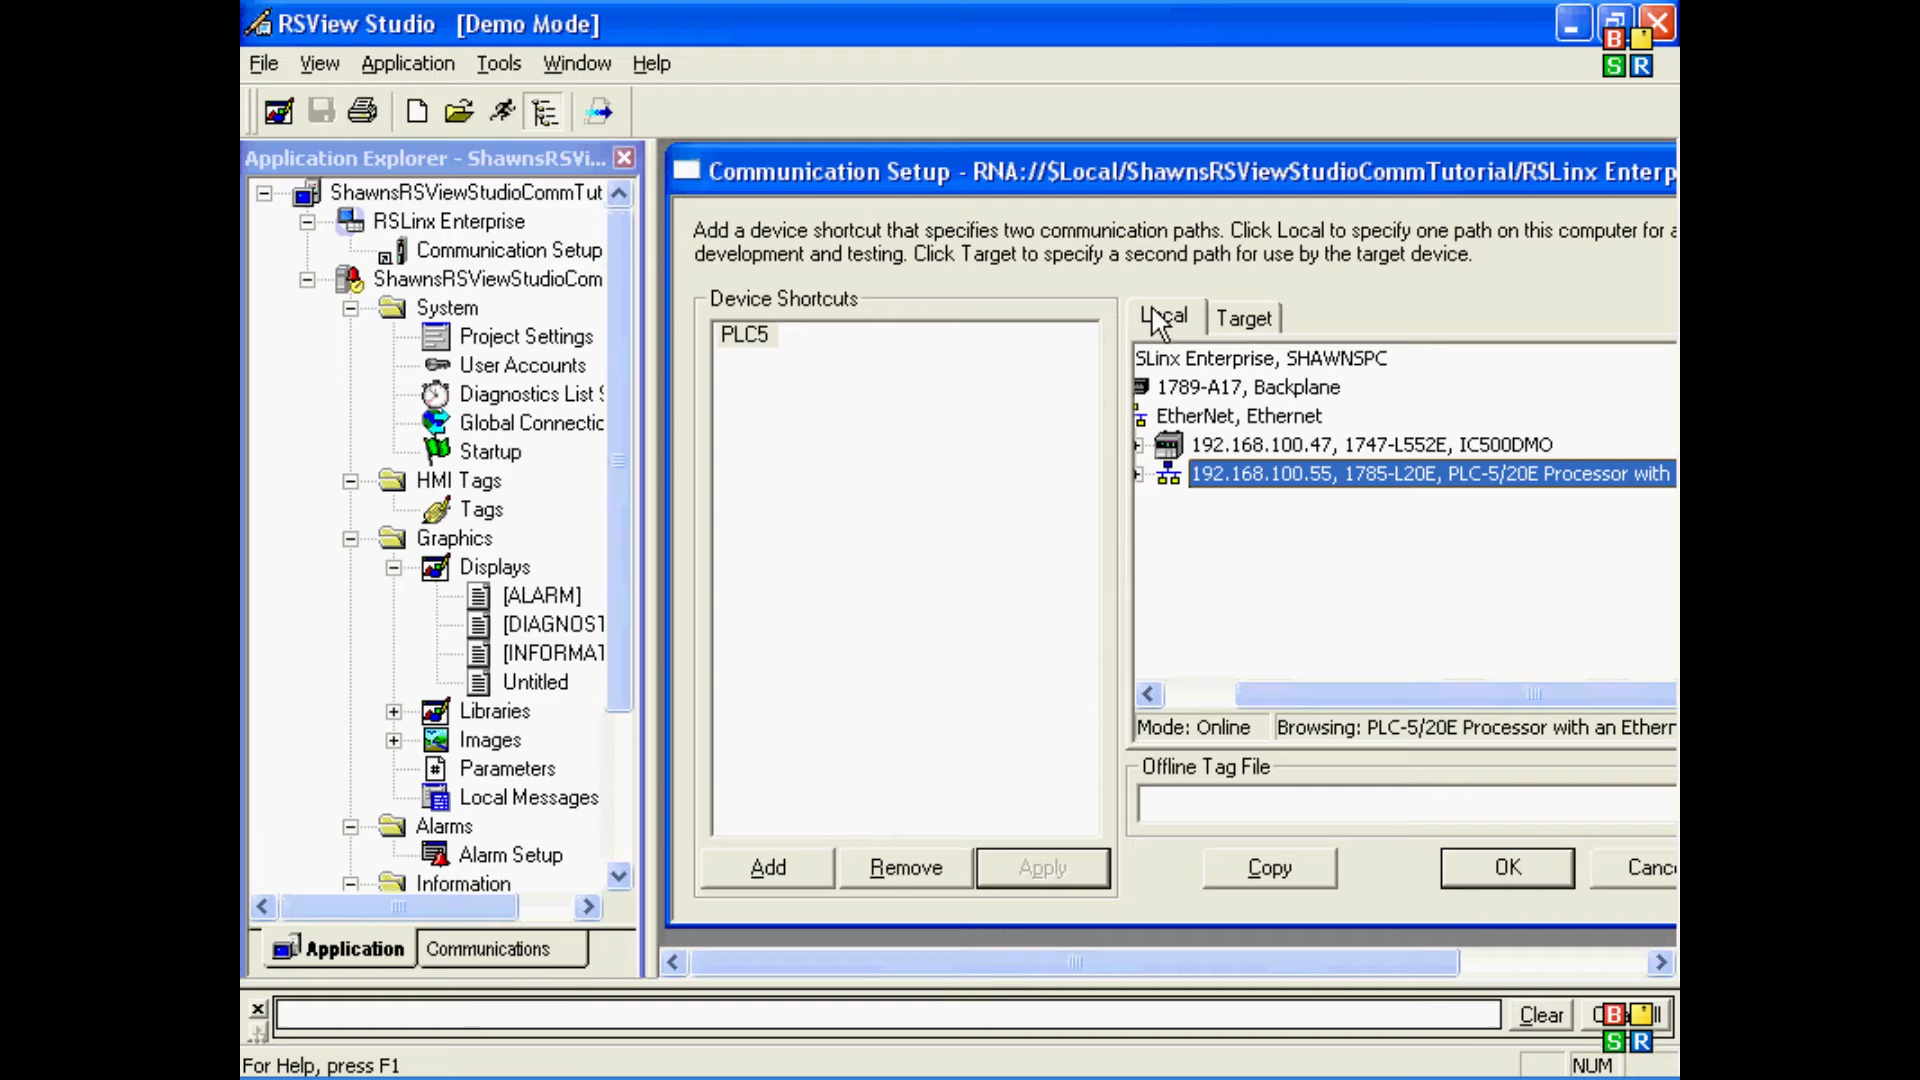 RSView Studio [Demo Mode]
File View Application Tools Window Help
Application Explorer - ShawnsRSVi...
ShawnsRSViewStudioCommTut
RSLinx Enterprise
Communication Setup
ShawnsRSViewStudioCom
System
Project Settings
User Accounts
Diagnostics List S
Global Connectic
Startup
HMI Tags
Tags
Graphics
Displays
[ALARM]
[DIAGNOST
[INFORMAT
Untitled
Libraries
Images
Parameters
Local Messages
Alarms
Alarm Setup
Information
Application Communications
Communication Setup - RNA://$Local/ShawnsRSViewStudioCommTutorial/RSLinx Enterp
Add a device shortcut that specifies two communication paths. Click Local to specify one path on this computer for a
development and testing. Click Target to specify a second path for use by the target device.
Device Shortcuts
PLC5
Add Remove Apply
Local Target
SLinx Enterprise, SHAWNSPC
1789-A17, Backplane
EtherNet, Ethernet
192.168.100.47, 1747-L552E, IC500DMO
192.168.100.55, 1785-L20E, PLC-5/20E Processor with
Mode: Online Browsing: PLC-5/20E Processor with an Ethern
Offline Tag File
Copy OK Canc
Clear
For Help, press F1
NUM
B S R
B S R